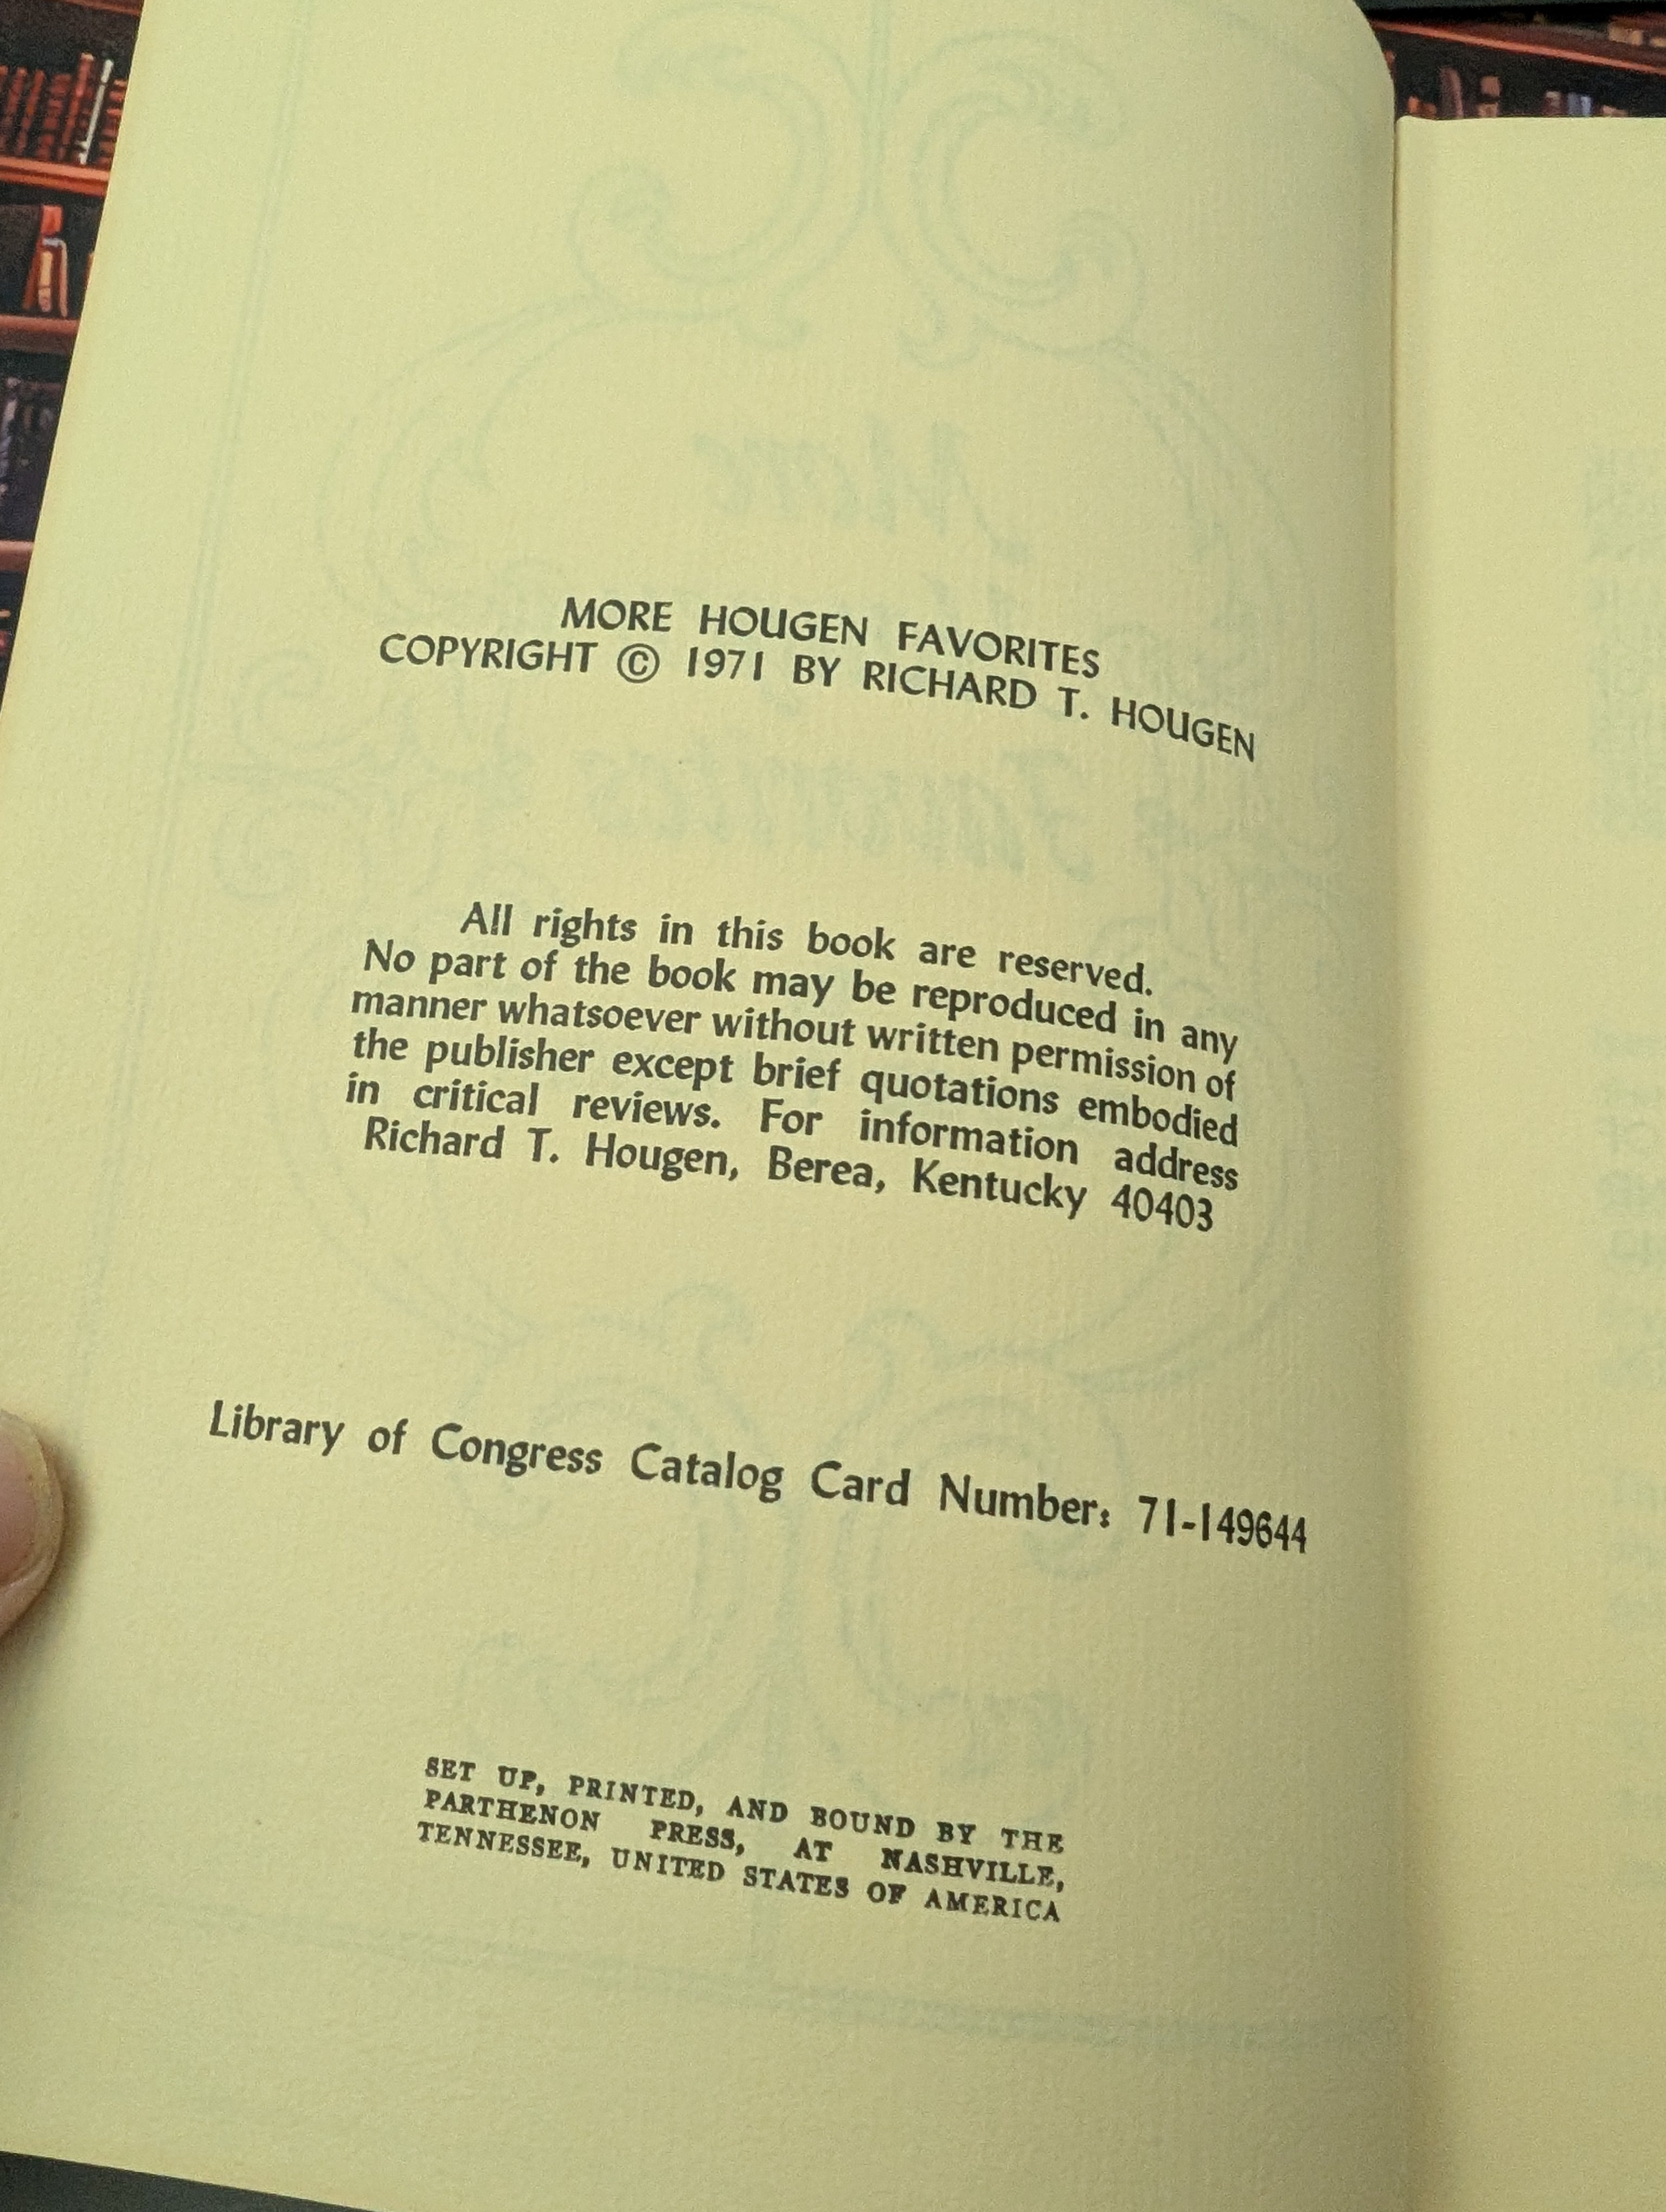 MORE HOUGEN FAVORITES
COPYRIGHT © 1971 BY RICHARD T. HOUGEN
All rights in this book are reserved.
No part of the book may be reproduced in any
manner whatsoever without written permission of
the publisher except brief quotations embodied
in critical reviews. For information address
Richard T. Hougen, Berea, Kentucky 40403
Library of Congress Catalog Card Number: 71-149644
SET UP, PRINTED, AND BOUND BY THE
PARTHENON PRESS, AT NASHVILLE,
TENNESSEE, UNITED STATES OF AMERICA